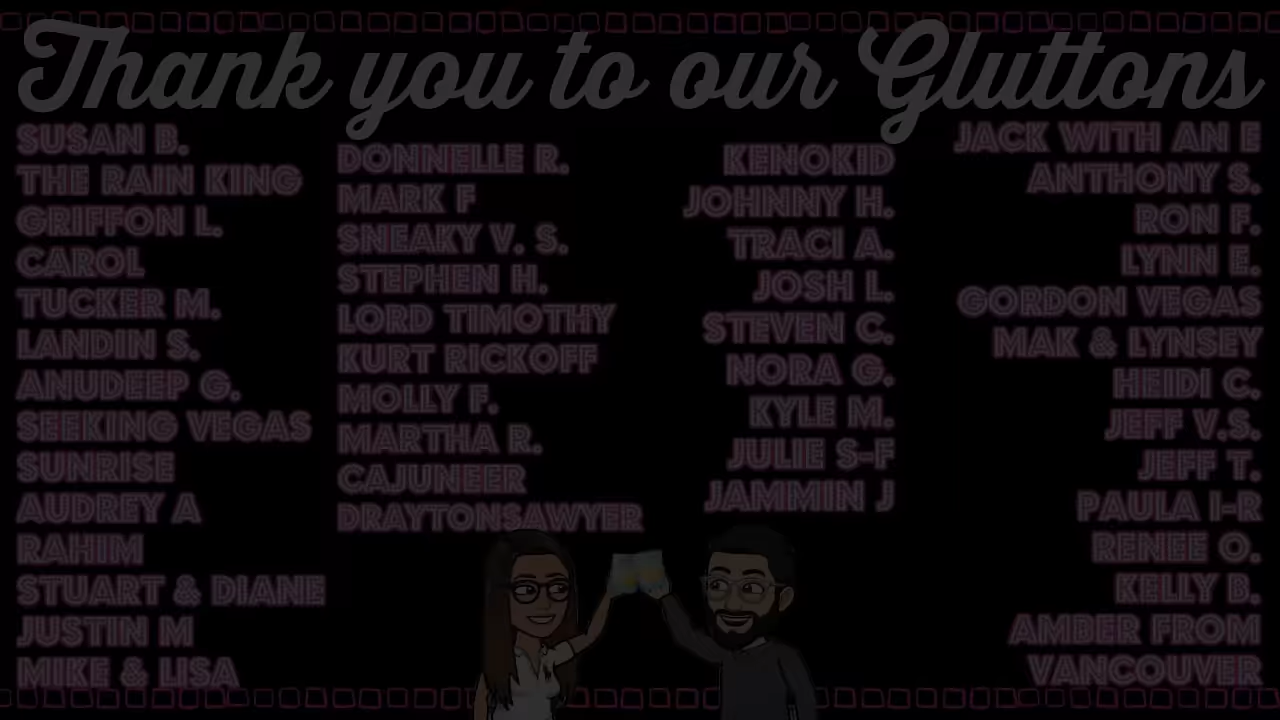 Thank you to our Gluttons
SUSAN B.
THE RAIN KING
GRIFFON L.
CAROL
TUCKER M.
LANDIN S.
ANUDEEP G.
SEEKING VEGAS
SUNRISE
AUDREY A
RAHIM
STUART & DIANE
JUSTIN M
MIKE & LISA
DONNELLE R.
MARK F
SNEAKY V. S.
STEPHEN H.
LORD TIMOTHY
KURT RICKOFF
MOLLY F.
MARTHA R.
CAJUNEER
DRAYTONSAWYER
KENOKID
JOHNNY H.
TRACI A.
JOSH L.
STEVEN C.
NORA G.
KYLE M.
JULIE S-F
JAMMIN J
JACK WITH AN E
ANTHONY S.
RON F.
LYNN E.
GORDON VEGAS
MAK & LYNSEY
HEIDI C.
JEFF V.S.
JEFF T.
PAULA I-R
RENEE O.
KELLY B.
AMBER FROM
VANCOUVER